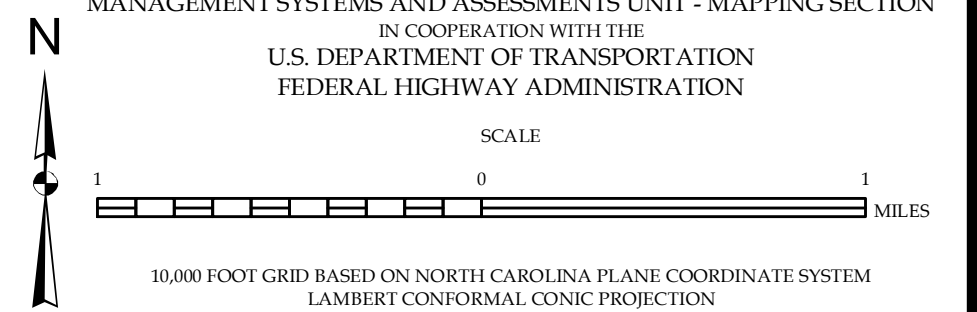 MANAGEMENT SYSTEMS AND ASSESSMENTS UNIT - MAPPING SECTION
IN COOPERATION WITH THE
U.S. DEPARTMENT OF TRANSPORTATION
FEDERAL HIGHWAY ADMINISTRATION
N
SCALE
1 0 1
MILES
10,000 FOOT GRID BASED ON NORTH CAROLINA PLANE COORDINATE SYSTEM
LAMBERT CONFORMAL CONIC PROJECTION